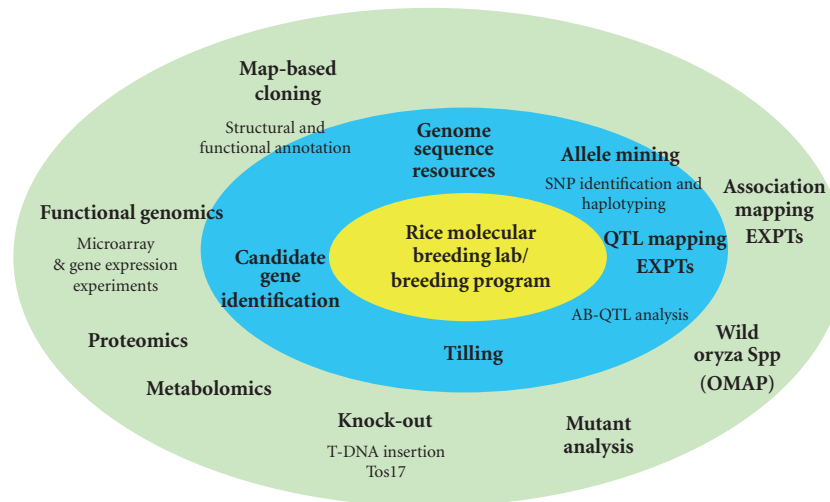 Map-based
cloning
Structural and
functional annotation
Genome
sequence
resources
Allele mining
SNP identification and
haplotyping
Association
mapping
EXPTs
Functional genomics
Microarray
& gene expression
experiments
Candidate
gene
identification
Rice molecular
breeding lab/
breeding program
QTL mapping
EXPTs
AB-QTL analysis
Proteomics
Metabolomics
Tilling
Wild
oryza Spp
(OMAP)
Knock-out
T-DNA insertion
Tos17
Mutant
analysis